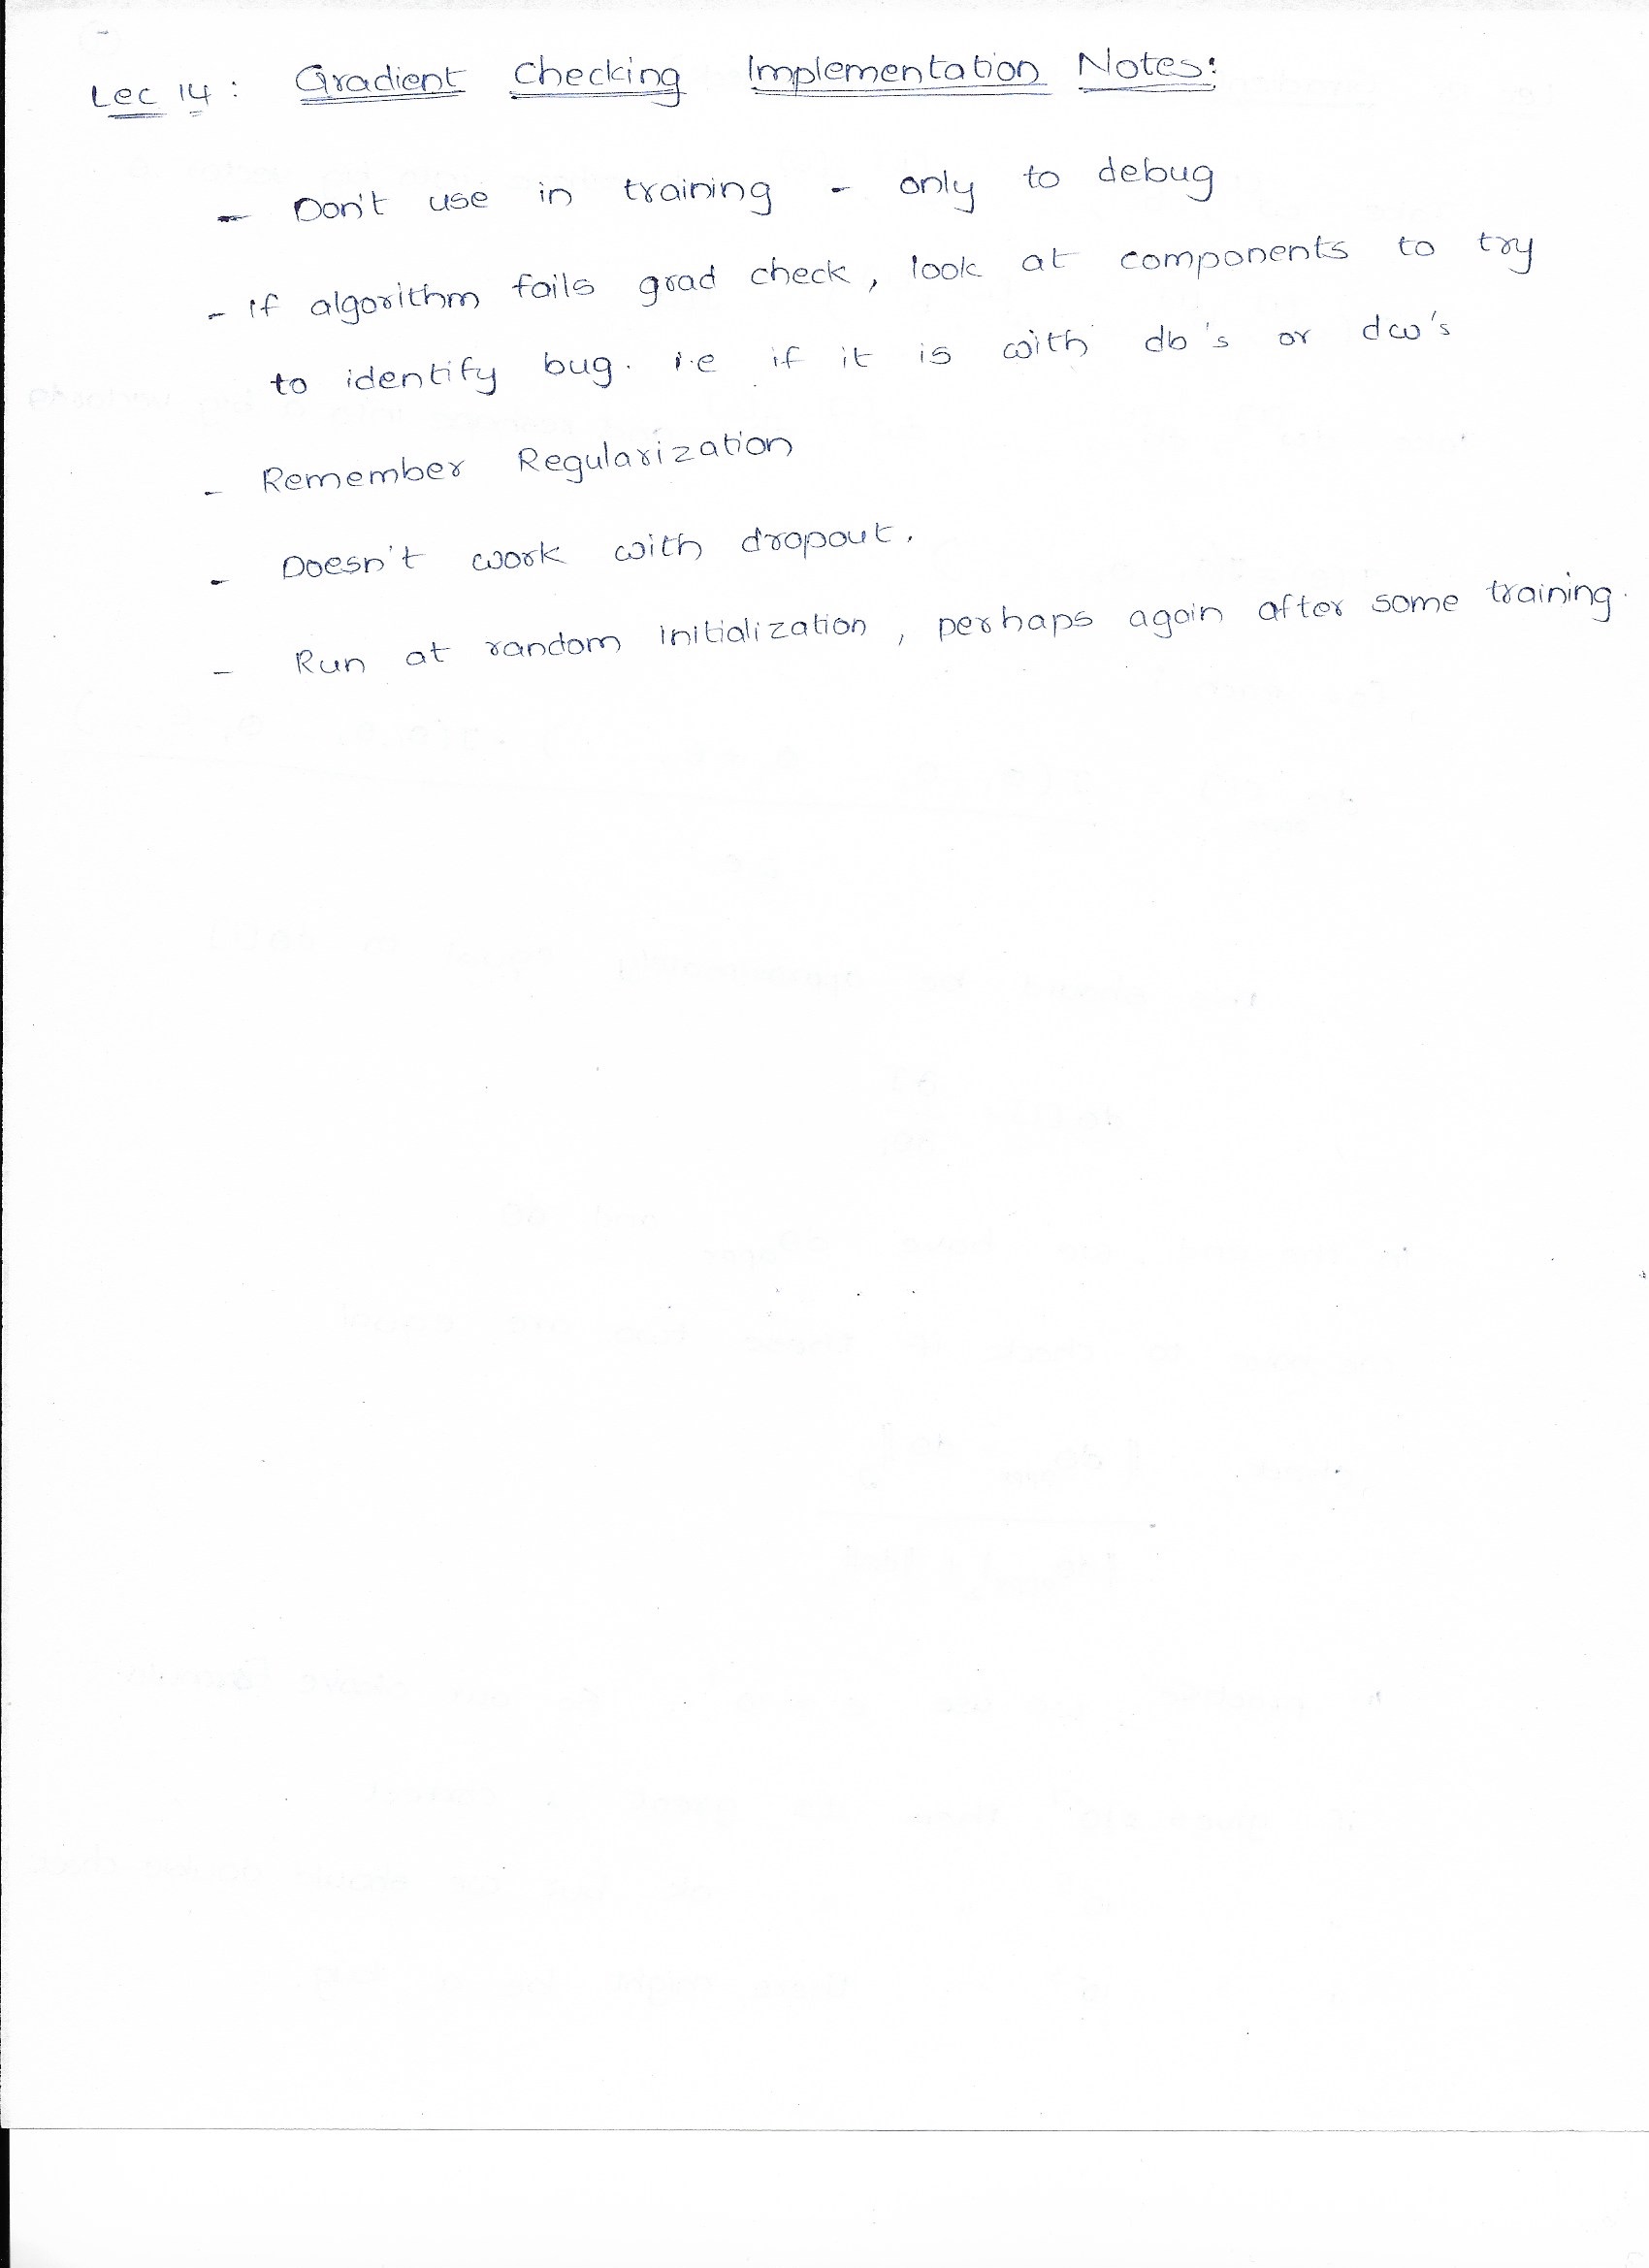 Lec 14 : Gradient Checking Implementation Notes:
- Don't use in training - only to debug
- If algorithm fails grad check, look at components to try
to identify bug. i.e if it is with db's or dw's
- Remember Regularization
- Doesn't work with dropout.
- Run at random initialization, perhaps again after some training.